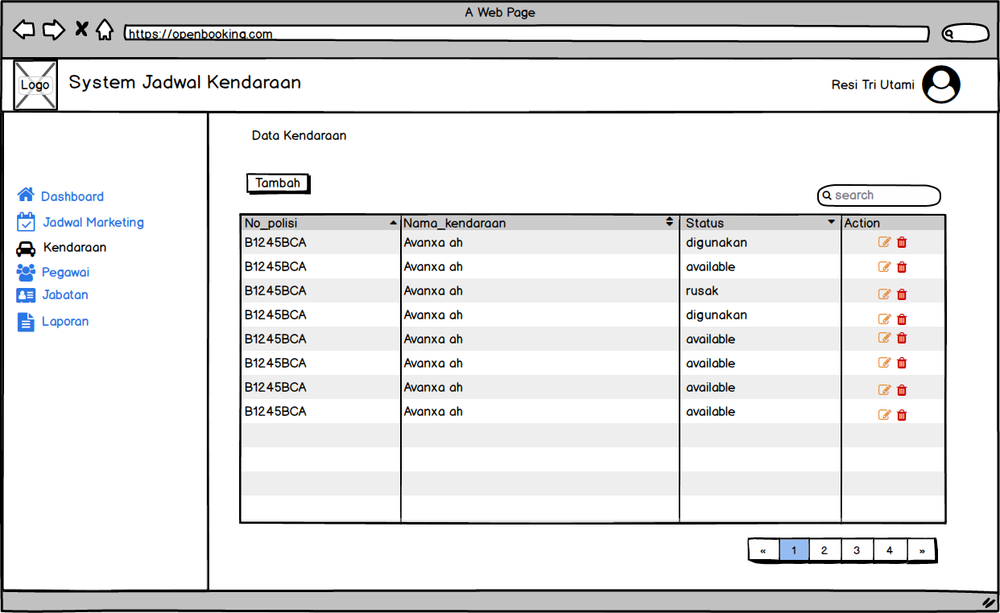 A Web Page
https://openbooking.com
Logo
System Jadwal Kendaraan
Resi Tri Utami
Dashboard
Jadwal Marketing
Kendaraan
Pegawai
Jabatan
Laporan
Data Kendaraan
Tambah
search
No_polisi Nama_kendaraan Status Action
B1245BCA Avanxa ah digunakan
B1245BCA Avanxa ah available
B1245BCA Avanxa ah rusak
B1245BCA Avanxa ah digunakan
B1245BCA Avanxa ah available
B1245BCA Avanxa ah available
B1245BCA Avanxa ah available
B1245BCA Avanxa ah available
« 1 2 3 4 »